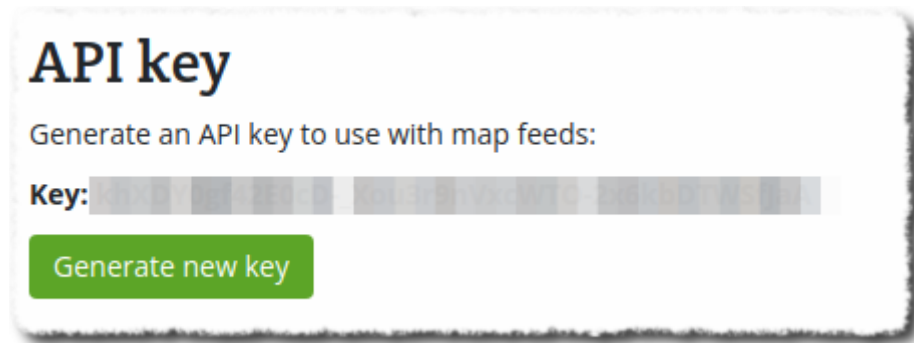 API key
Generate an API key to use with map feeds:
Key:
Generate new key